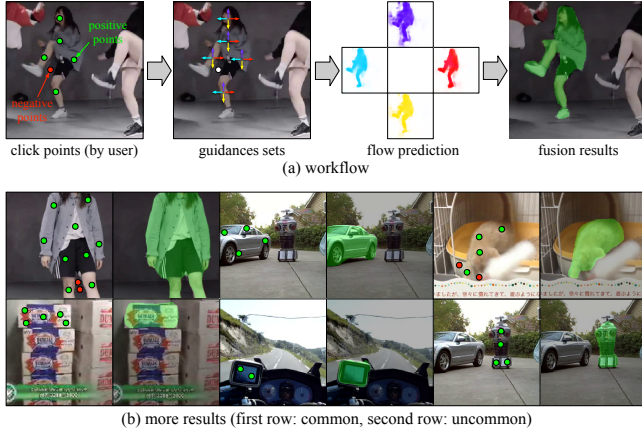 positive
points
negative
points
click points (by user)
guidances sets
flow prediction
fusion results
(a) workflow
(b) more results (first row: common, second row: uncommon)